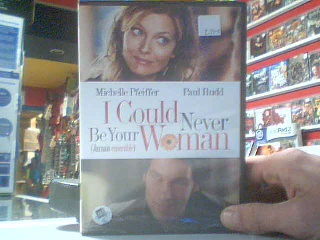 Michelle Pfeiffer Paul Rudd
I Could Never
Be Your Woman
(Jamais ensemble)